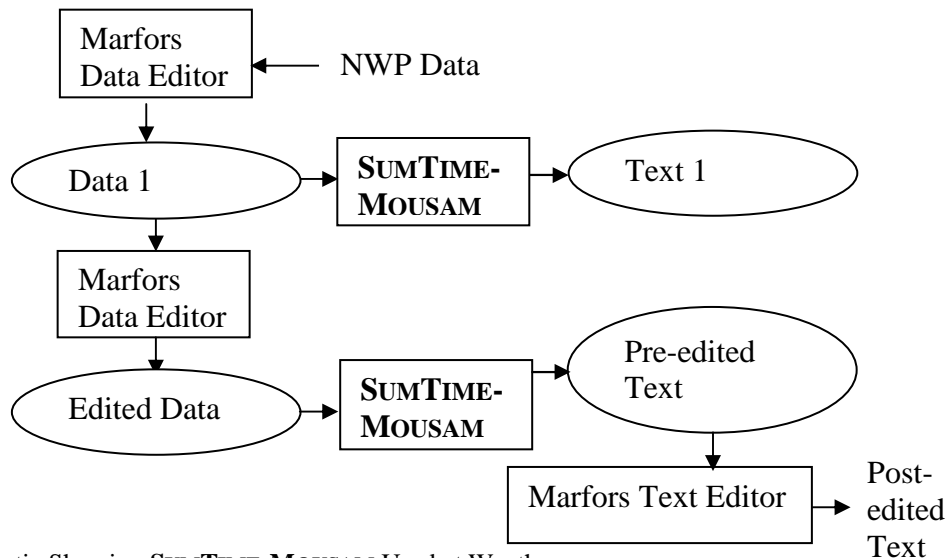 Marfors
Data Editor
NWP Data
Data 1
SUMTIME-
MOUSAM
Text 1
Marfors
Data Editor
Edited Data
SUMTIME-
MOUSAM
Pre-edited
Text
Marfors Text Editor
Post-
edited
Text